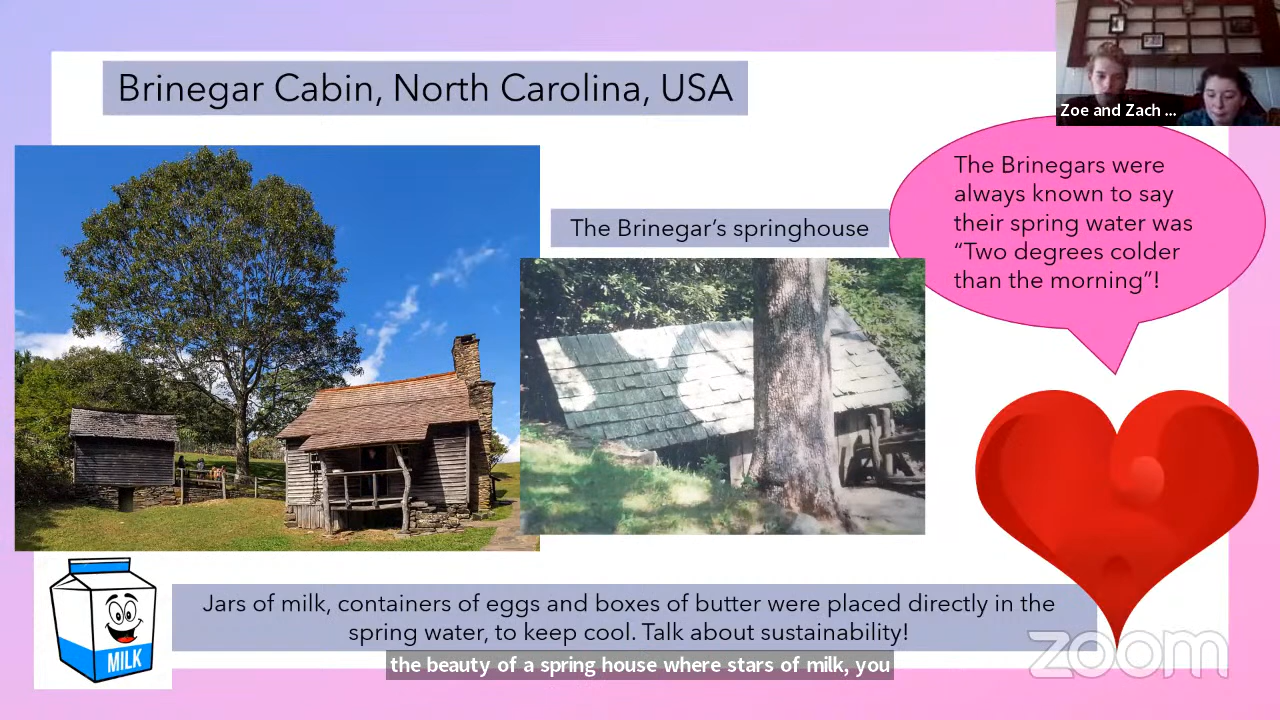 Brinegar Cabin, North Carolina, USA
Zoe and Zach ...
The Brinegars were
always known to say
their spring water was
“Two degrees colder
than the morning”!
The Brinegar’s springhouse
Jars of milk, containers of eggs and boxes of butter were placed directly in the
spring water, to keep cool. Talk about sustainability!
MILK
the beauty of a spring house where stars of milk, you
zoom